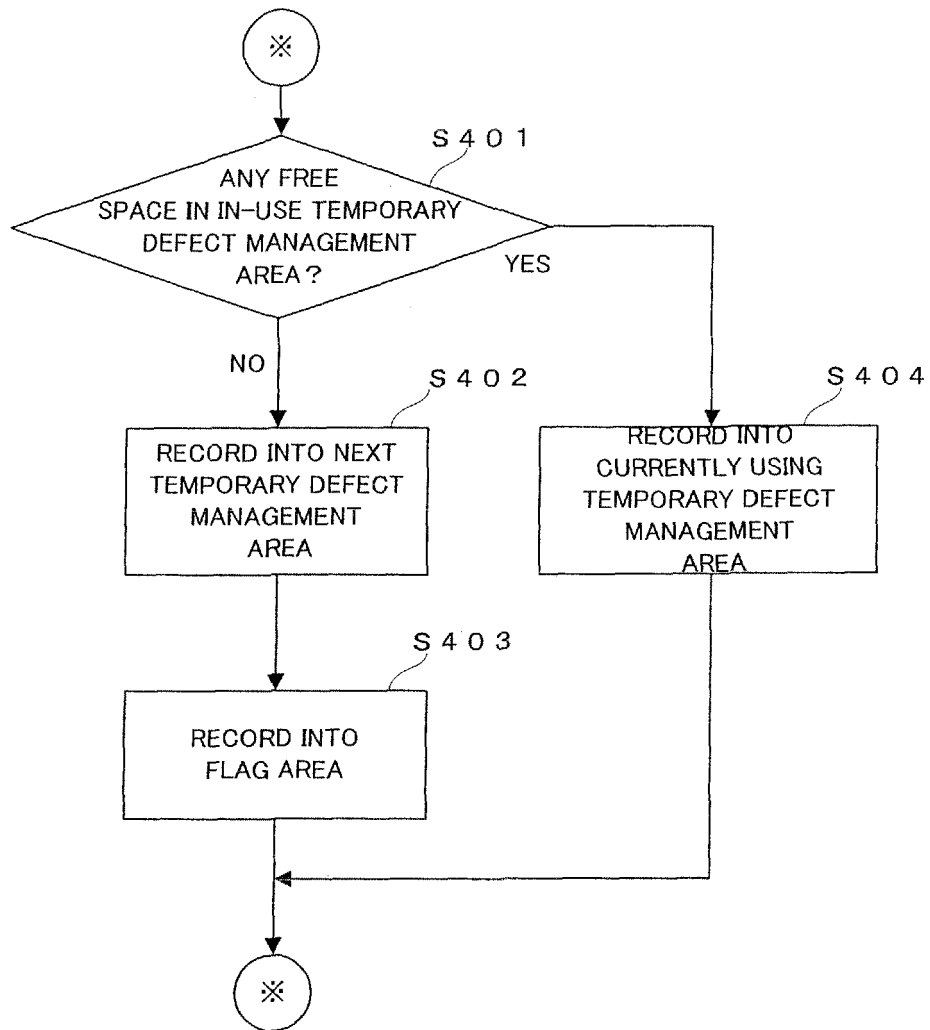 ※
S401
ANY FREE
SPACE IN IN-USE TEMPORARY
DEFECT MANAGEMENT
AREA?
YES
NO
S402
RECORD INTO NEXT
TEMPORARY DEFECT
MANAGEMENT
AREA
S404
RECORD INTO
CURRENTLY USING
TEMPORARY DEFECT
MANAGEMENT
AREA
S403
RECORD INTO
FLAG AREA
※